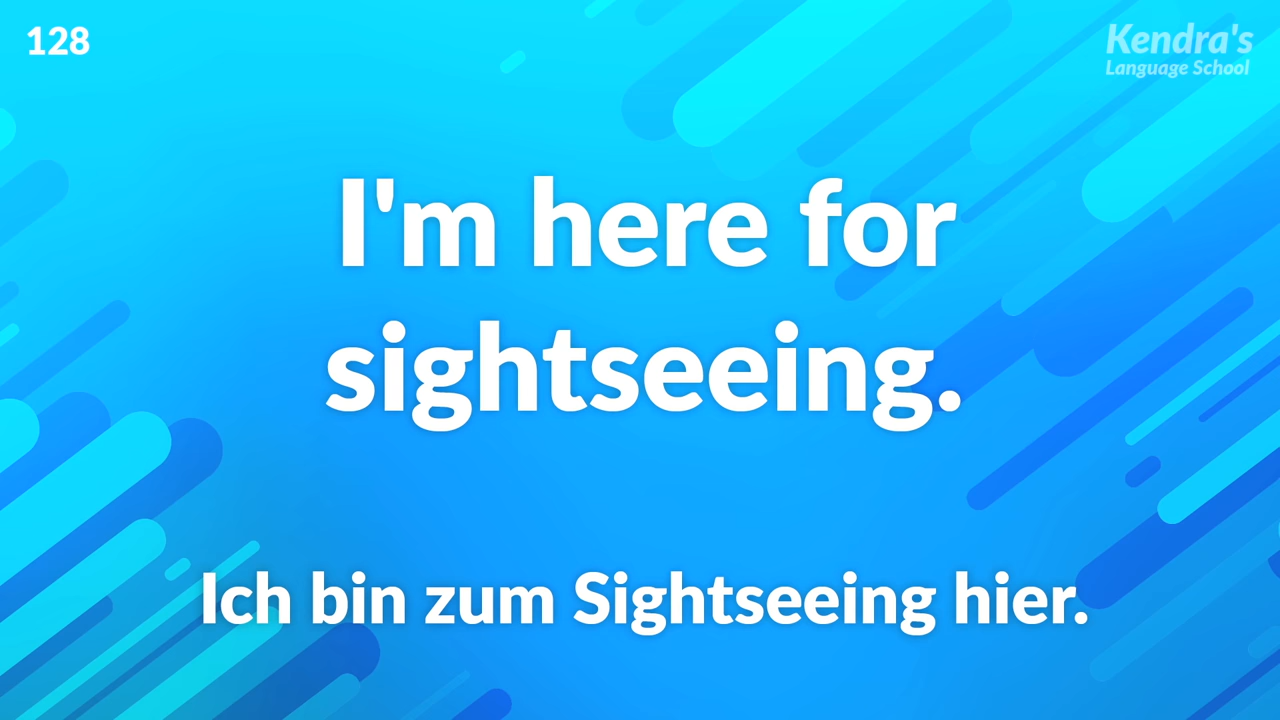 128
Kendra's
Language School
I'm here for
sightseeing.
Ich bin zum Sightseeing hier.